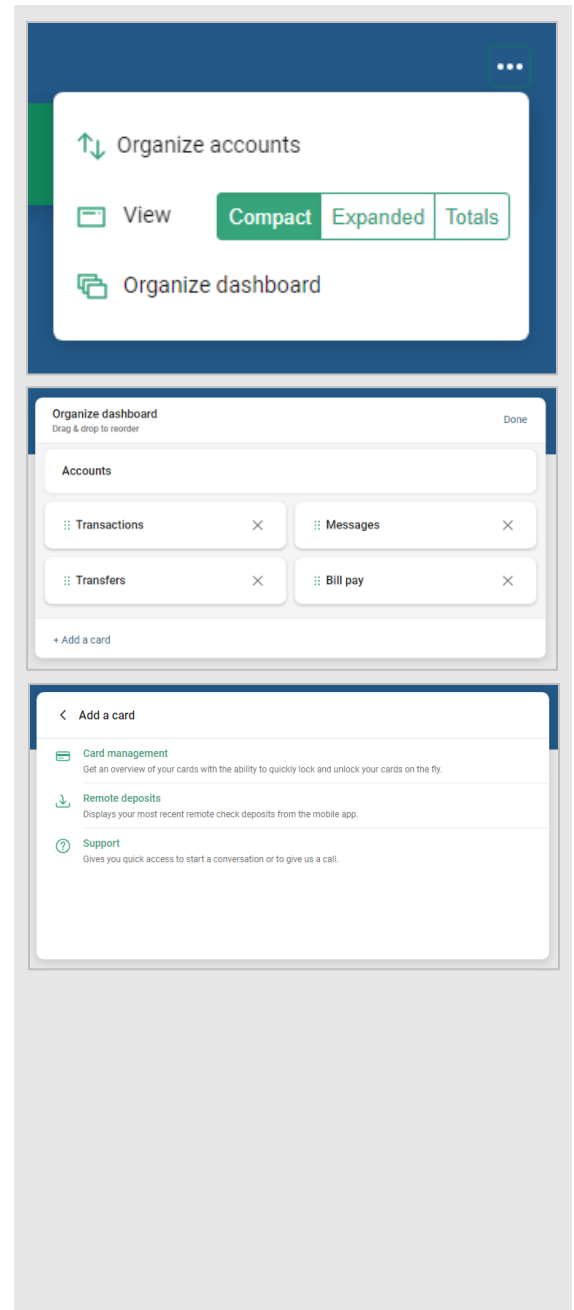 Organize accounts
View Compact Expanded Totals
Organize dashboard
Organize dashboard
Done
Drag & drop to reorder
Accounts
Transactions
Messages
Transfers
Bill pay
+ Add a card
Add a card
Card management
Get an overview of your cards with the ability to quickly lock and unlock your cards on the fly.
Remote deposits
Displays your most recent remote check deposits from the mobile app.
Support
Gives you quick access to start a conversation or to give us a call.